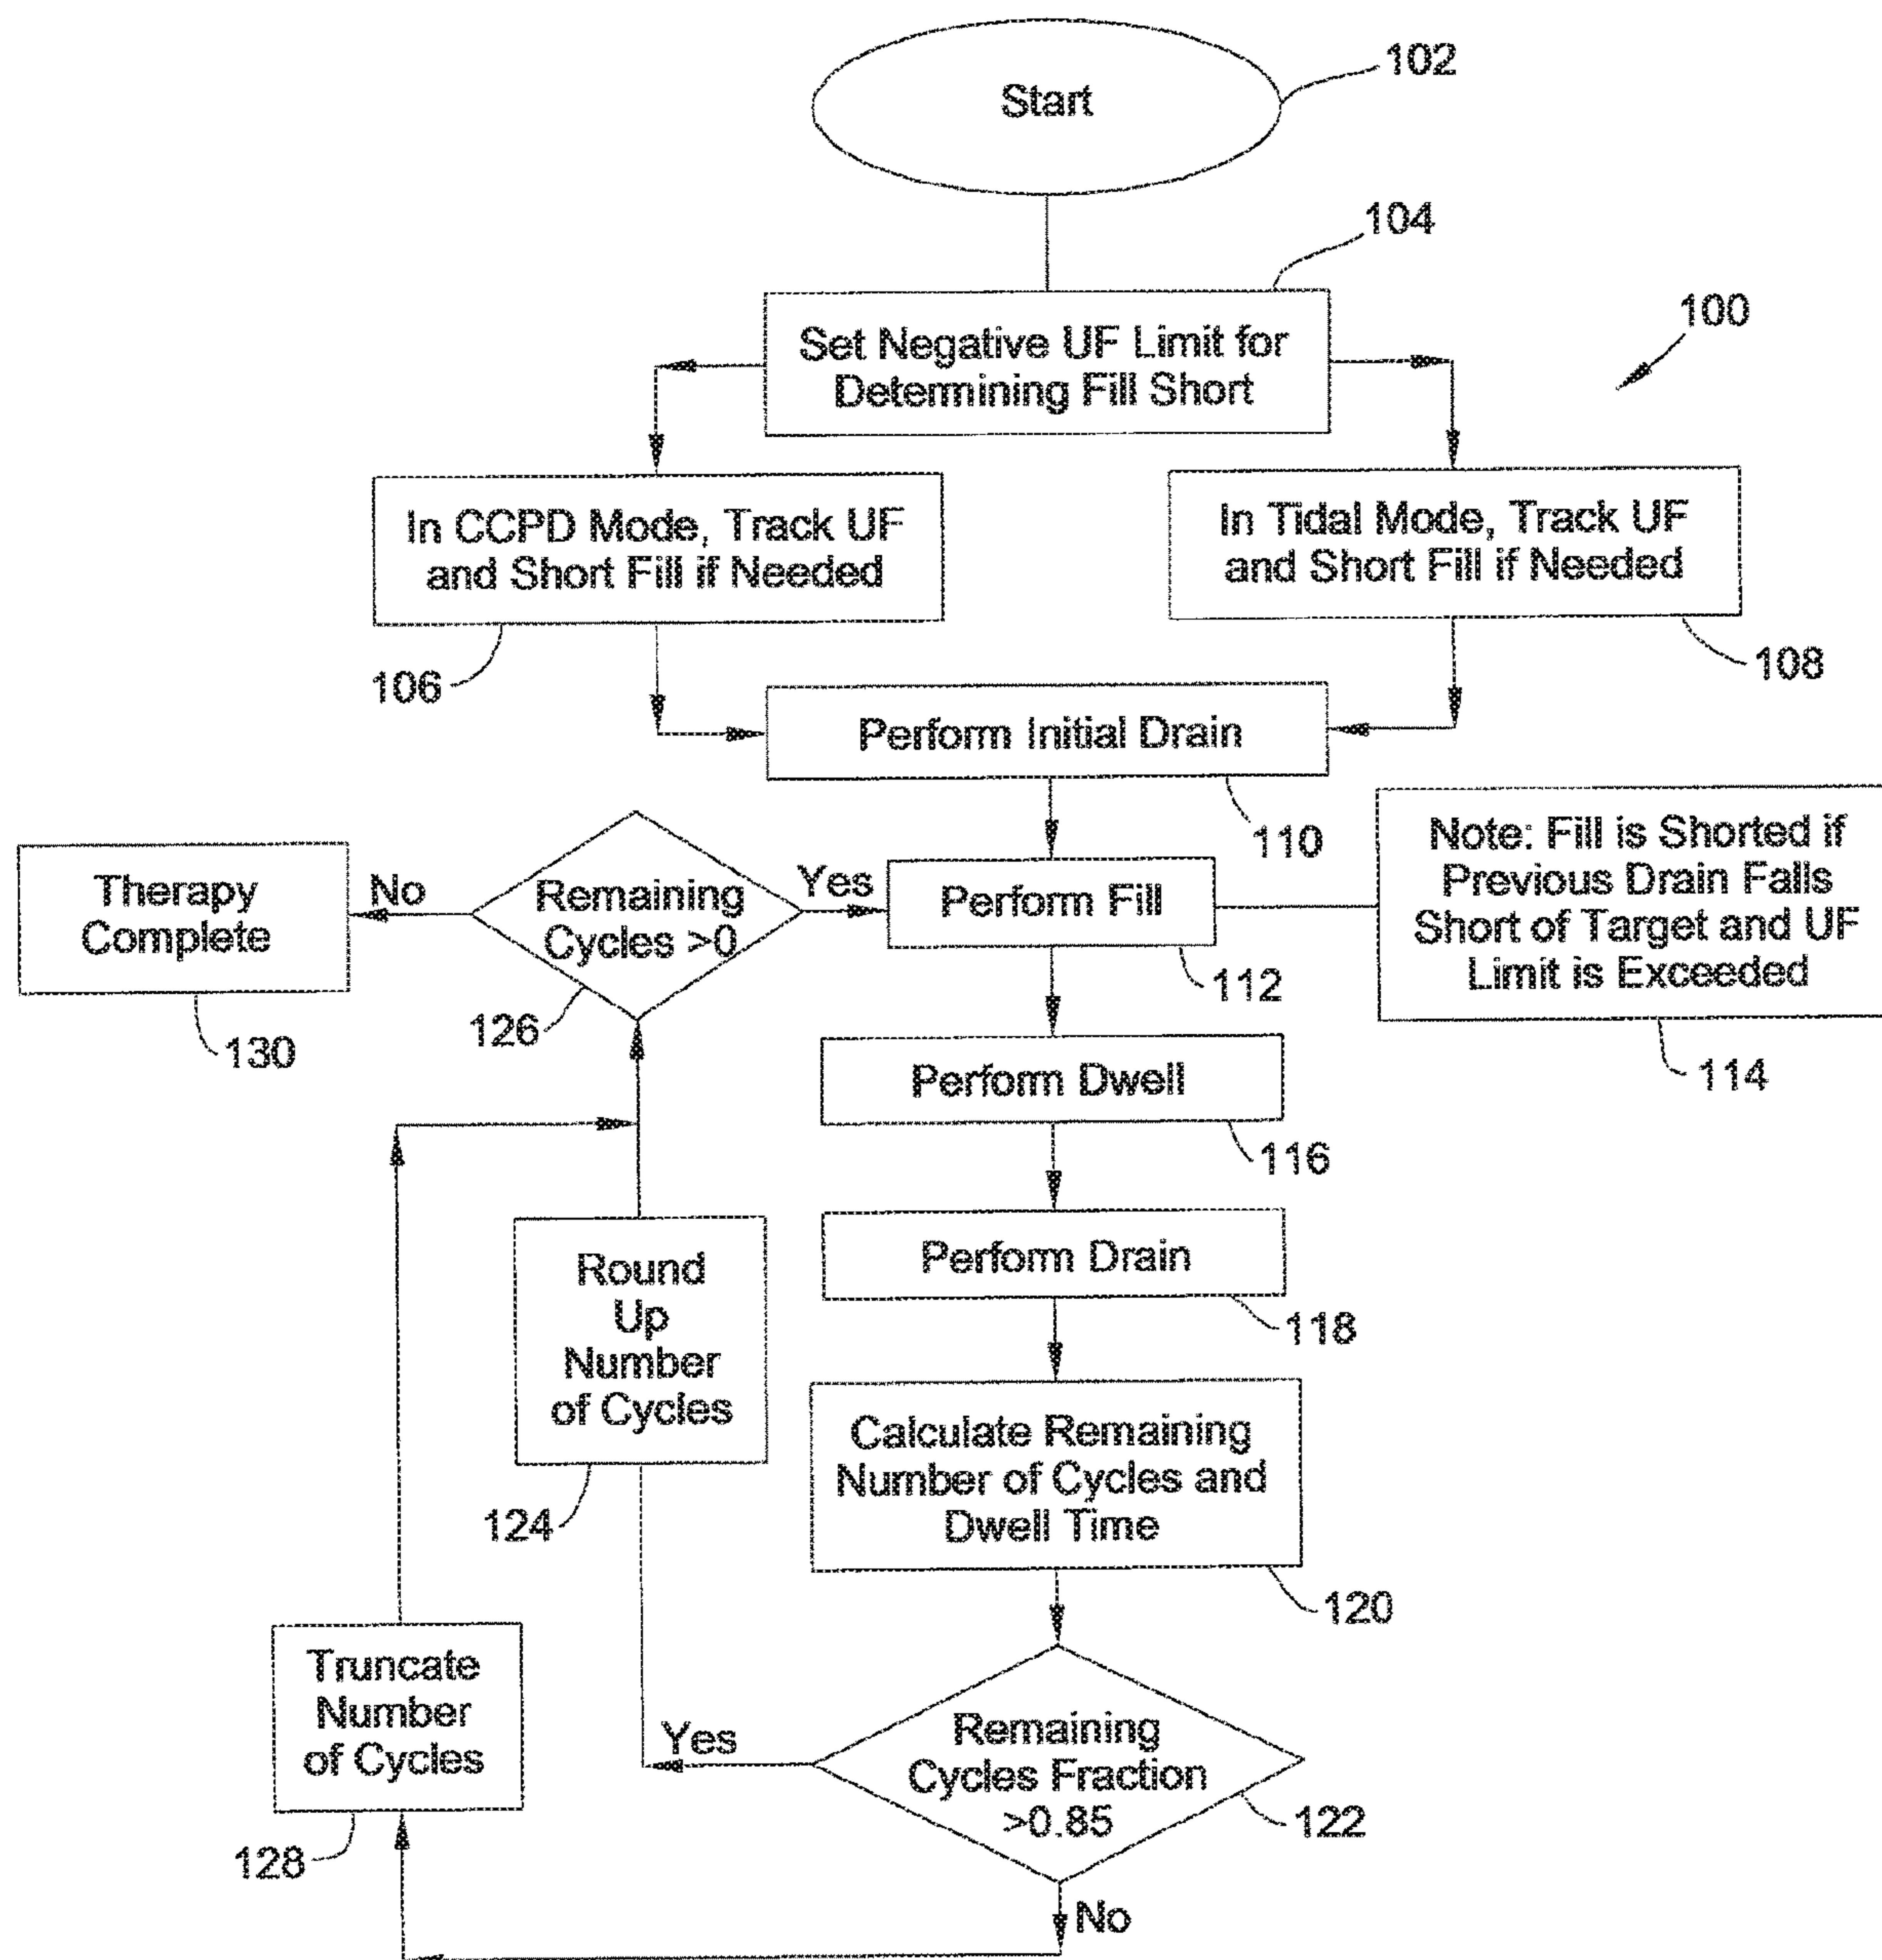 Start
102
104
100
Set Negative UF Limit for
Determining Fill Short
In CCPD Mode, Track UF
and Short Fill if Needed
106
In Tidal Mode, Track UF
and Short Fill if Needed
108
Perform Initial Drain
110
Note: Fill is Shorted if
Previous Drain Falls
Short of Target and UF
Limit is Exceeded
114
Therapy
Complete
130
No
Remaining
Cycles >0
126
Yes
Perform Fill
112
Perform Dwell
116
Perform Drain
118
Round
Up
Number
of Cycles
124
Calculate Remaining
Number of Cycles and
Dwell Time
120
Truncate
Number
of Cycles
128
Yes
Remaining
Cycles Fraction
>0.85
122
No